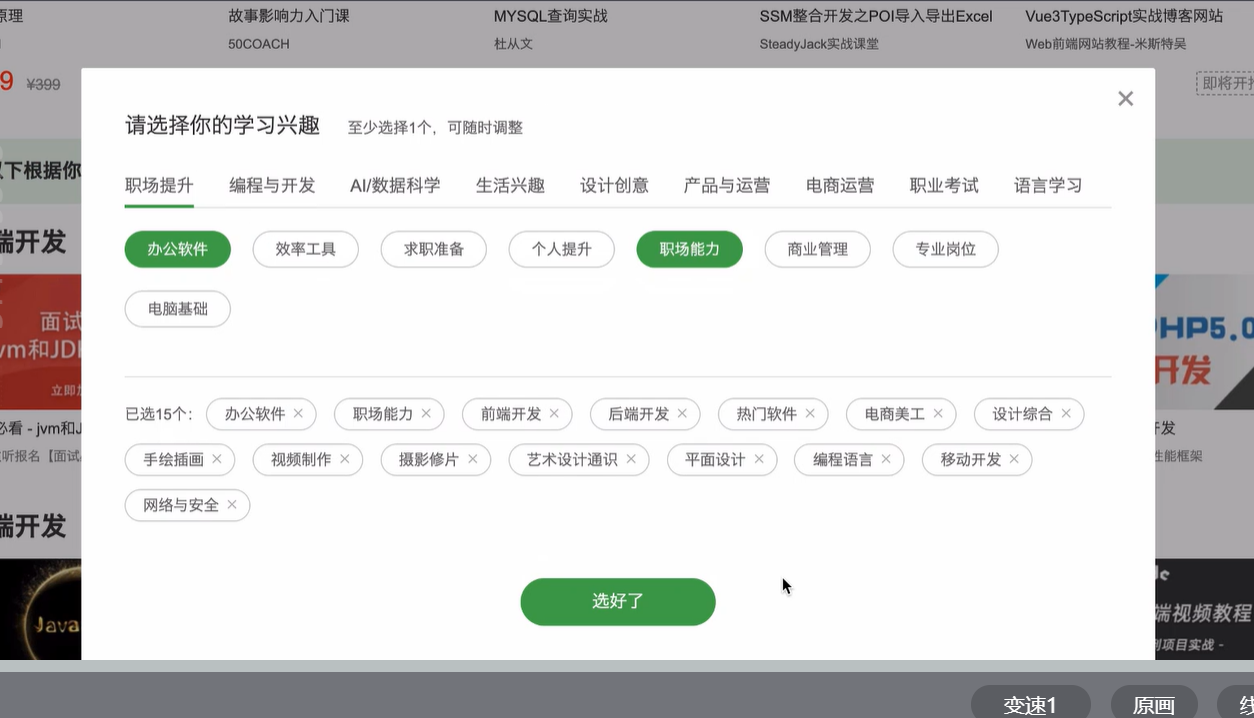 原理
故事影响力入门课
MYSQL查询实战
SSM整合开发之POI导入导出Excel
Vue3TypeScript实战博客网站
50COACH
杜从文
SteadyJack实战课堂
Web前端网站教程-米斯特吴
9 ¥399
即将开
请选择你的学习兴趣 至少选择1个，可随时调整
职场提升 编程与开发 AI/数据科学 生活兴趣 设计创意 产品与运营 电商运营 职业考试 语言学习
下根据你
办公软件 效率工具 求职准备 个人提升 职场能力 商业管理 专业岗位
端开发
电脑基础
面试
vm和JD
立即
PHP5.0
开发
已选15个： 办公软件 × 职场能力 × 前端开发 × 后端开发 × 热门软件 × 电商美工 × 设计综合 ×
必看 - jvm和J
发
手绘插画 × 视频制作 × 摄影修片 × 艺术设计通识 × 平面设计 × 编程语言 × 移动开发 ×
听报名【面试
性能框架
网络与安全 ×
端开发
选好了
Java
端视频教程
项目实战 -
变速1 原画